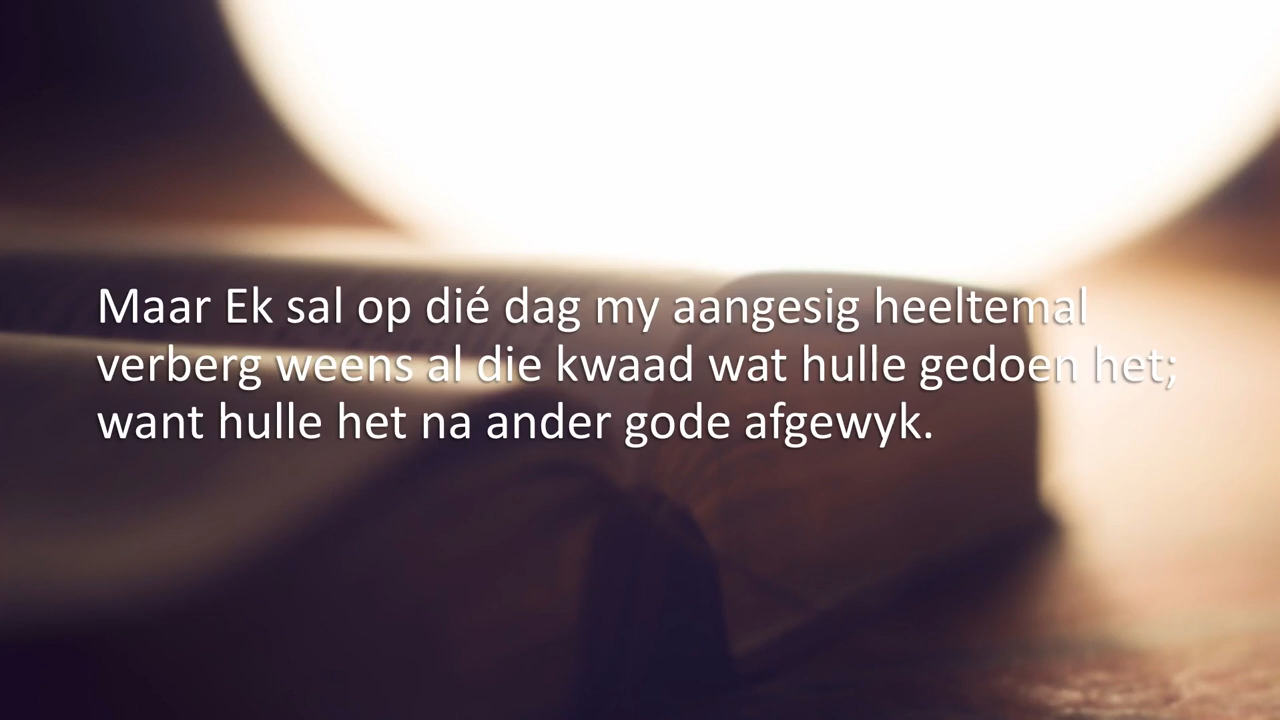 Maar Ek sal op dié dag my aangesig heeltemal
verberg weens al die kwaad wat hulle gedoen het;
want hulle het na ander gode afgewyk.